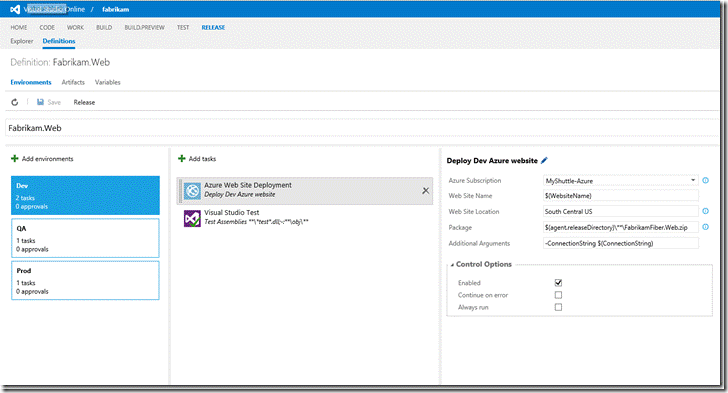 Online / fabrikam
HOME CODE WORK BUILD BUILD.PREVIEW TEST RELEASE
Explorer Definitions
Definition: Fabrikam.Web
Environments Artifacts Variables
Save Release
Fabrikam.Web
Add environments
Dev
2 tasks
0 approvals
QA
1 tasks
0 approvals
Prod
1 tasks
0 approvals
Add tasks
Azure Web Site Deployment
Deploy Dev Azure website
Visual Studio Test
Test Assemblies **\*test*.dll;-:**\obj\**
Deploy Dev Azure website
Azure Subscription MyShuttle-Azure
Web Site Name $(WebsiteName)
Web Site Location South Central US
Package $(agent.releaseDirectory)\**\FabrikamFiber.Web.zip
Additional Arguments -ConnectionString $(ConnectionString)
Control Options
Enabled
Continue on error
Always run